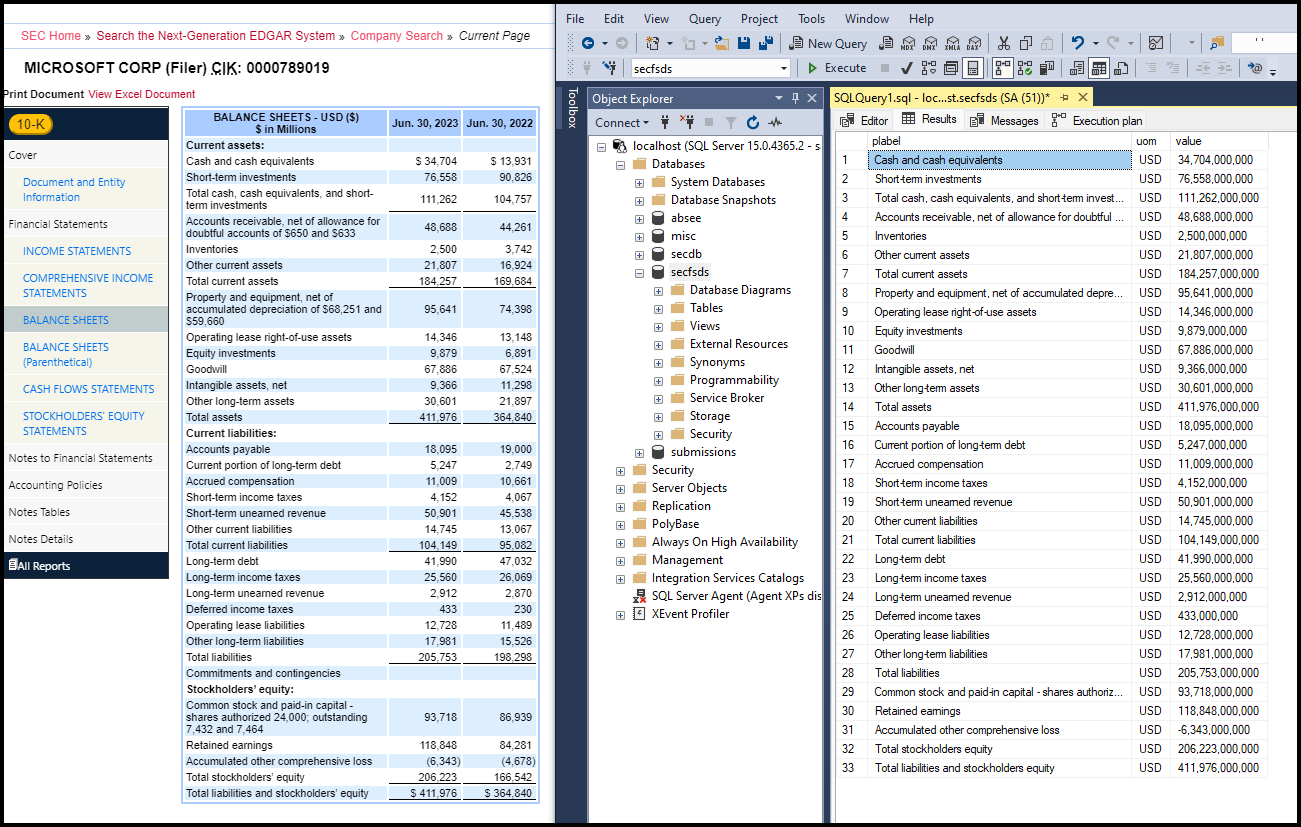 SEC Home » Search the Next-Generation EDGAR System » Company Search » Current Page
MICROSOFT CORP (Filer) CIK: 0000789019
Print Document View Excel Document
10-K
Cover
Document and Entity
Information
Financial Statements
INCOME STATEMENTS
COMPREHENSIVE INCOME
STATEMENTS
BALANCE SHEETS
BALANCE SHEETS
(Parenthetical)
CASH FLOWS STATEMENTS
STOCKHOLDERS' EQUITY
STATEMENTS
Notes to Financial Statements
Accounting Policies
Notes Tables
Notes Details
All Reports
BALANCE SHEETS - USD ($)
$ in Millions
Jun. 30, 2023 Jun. 30, 2022
Current assets:
Cash and cash equivalents $ 34,704 $ 13,931
Short-term investments 76,558 90,826
Total cash, cash equivalents, and short-
term investments 111,262 104,757
Accounts receivable, net of allowance for
doubtful accounts of $650 and $633 48,688 44,261
Inventories 2,500 3,742
Other current assets 21,807 16,924
Total current assets 184,257 169,684
Property and equipment, net of
accumulated depreciation of $68,251 and
$59,660 95,641 74,398
Operating lease right-of-use assets 14,346 13,148
Equity investments 9,879 6,891
Goodwill 67,886 67,524
Intangible assets, net 9,366 11,298
Other long-term assets 30,601 21,897
Total assets 411,976 364,840
Current liabilities:
Accounts payable 18,095 19,000
Current portion of long-term debt 5,247 2,749
Accrued compensation 11,009 10,661
Short-term income taxes 4,152 4,067
Short-term unearned revenue 50,901 45,538
Other current liabilities 14,745 13,067
Total current liabilities 104,149 95,082
Long-term debt 41,990 47,032
Long-term income taxes 25,560 26,069
Long-term unearned revenue 2,912 2,870
Deferred income taxes 433 230
Operating lease liabilities 12,728 11,489
Other long-term liabilities 17,981 15,526
Total liabilities 205,753 198,298
Commitments and contingencies
Stockholders' equity:
Common stock and paid-in capital -
shares authorized 24,000; outstanding
7,432 and 7,464 93,718 86,939
Retained earnings 118,848 84,281
Accumulated other comprehensive loss (6,343) (4,678)
Total stockholders' equity 206,223 166,542
Total liabilities and stockholders' equity $ 411,976 $ 364,840
File Edit View Query Project Tools Window Help
New Query MDX DMX XMLA DAX
secfsds Execute
Toolbox
Object Explorer
Connect
localhost (SQL Server 15.0.4365.2 - s
Databases
System Databases
Database Snapshots
absee
misc
secdb
secfsds
Database Diagrams
Tables
Views
External Resources
Synonyms
Programmability
Service Broker
Storage
Security
submissions
Security
Server Objects
Replication
PolyBase
Always On High Availability
Management
Integration Services Catalogs
SQL Server Agent (Agent XPs dis
XEvent Profiler
SQLQuery1.sql - loc...st.secfsds (SA (51))*
Editor Results Messages Execution plan
plabel uom value
1 Cash and cash equivalents USD 34,704,000,000
2 Short-term investments USD 76,558,000,000
3 Total cash, cash equivalents, and short-term invest... USD 111,262,000,000
4 Accounts receivable, net of allowance for doubtful ... USD 48,688,000,000
5 Inventories USD 2,500,000,000
6 Other current assets USD 21,807,000,000
7 Total current assets USD 184,257,000,000
8 Property and equipment, net of accumulated depre... USD 95,641,000,000
9 Operating lease right-of-use assets USD 14,346,000,000
10 Equity investments USD 9,879,000,000
11 Goodwill USD 67,886,000,000
12 Intangible assets, net USD 9,366,000,000
13 Other long-term assets USD 30,601,000,000
14 Total assets USD 411,976,000,000
15 Accounts payable USD 18,095,000,000
16 Current portion of long-term debt USD 5,247,000,000
17 Accrued compensation USD 11,009,000,000
18 Short-term income taxes USD 4,152,000,000
19 Short-term unearned revenue USD 50,901,000,000
20 Other current liabilities USD 14,745,000,000
21 Total current liabilities USD 104,149,000,000
22 Long-term debt USD 41,990,000,000
23 Long-term income taxes USD 25,560,000,000
24 Long-term unearned revenue USD 2,912,000,000
25 Deferred income taxes USD 433,000,000
26 Operating lease liabilities USD 12,728,000,000
27 Other long-term liabilities USD 17,981,000,000
28 Total liabilities USD 205,753,000,000
29 Common stock and paid-in capital - shares authoriz... USD 93,718,000,000
30 Retained earnings USD 118,848,000,000
31 Accumulated other comprehensive loss USD -6,343,000,000
32 Total stockholders equity USD 206,223,000,000
33 Total liabilities and stockholders equity USD 411,976,000,000